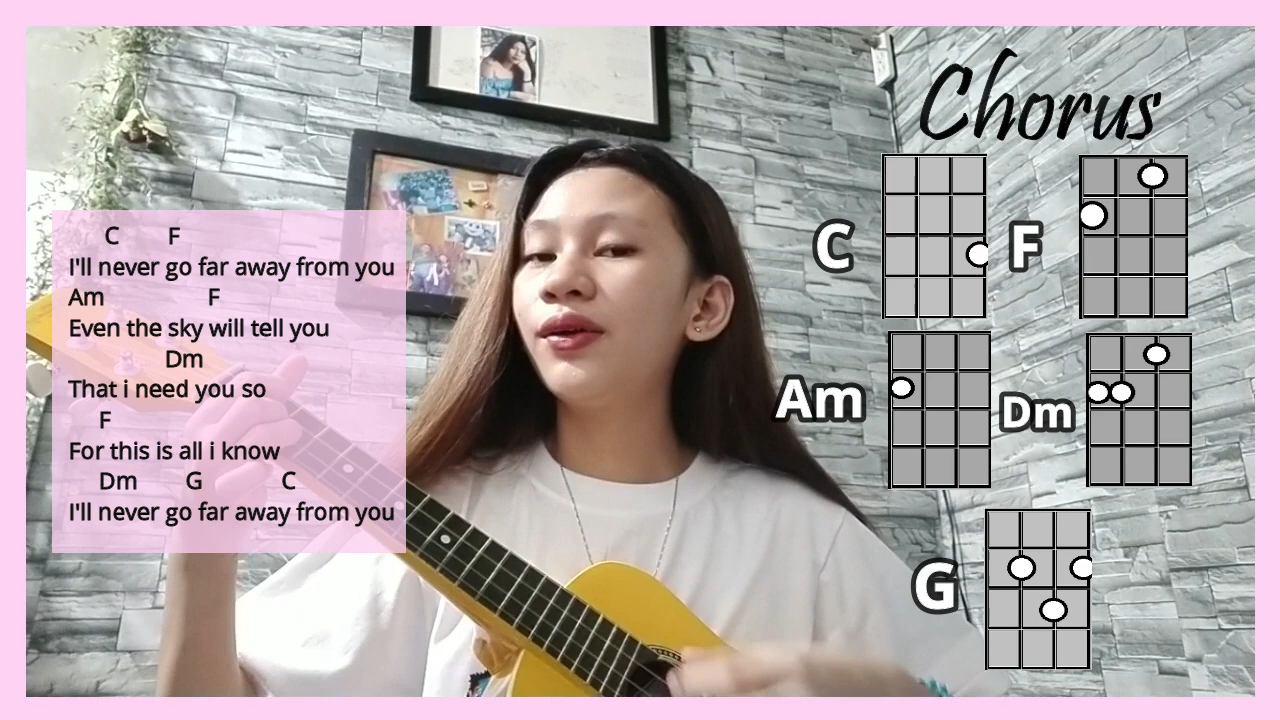 Chorus
C F
I'll never go far away from you
Am F
Even the sky will tell you
Dm
That i need you so
F
For this is all i know
Dm G C
I'll never go far away from you
C F
Am Dm
G